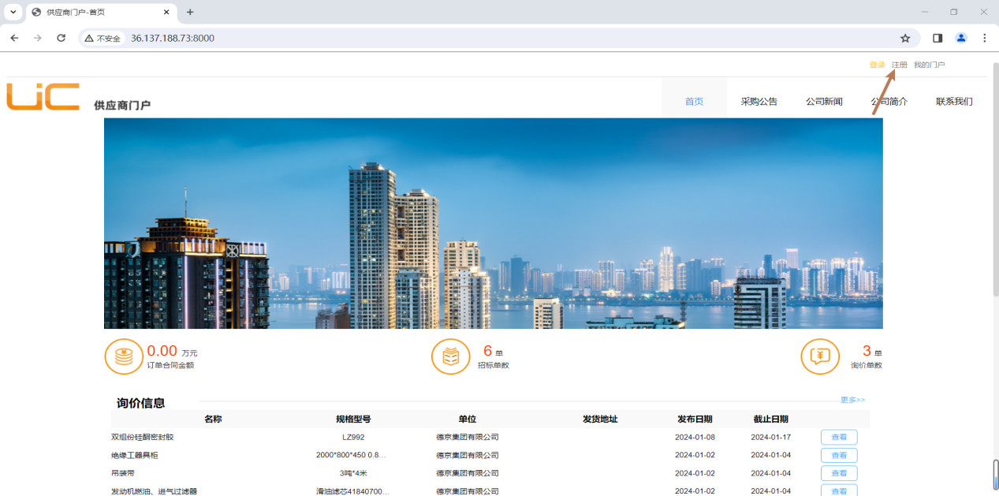 供应商门户-首页
不安全 36.137.188.73:8000
登录 注册 我的门户
LIC 供应商门户
首页 采购公告 公司新闻 公司简介 联系我们
0.00 万元
订单合同金额
6 单
招标单数
3 单
询价单数
询价信息 更多>>
名称 规格型号 单位 发货地址 发布日期 截止日期
双组份硅酮密封胶 LZ992 德京集团有限公司 2024-01-08 2024-01-17 查看
绝缘工器具柜 2000*800*450 0.8... 德京集团有限公司 2024-01-02 2024-01-04 查看
吊装带 3吨*4米 德京集团有限公司 2024-01-02 2024-01-04 查看
发动机燃油、进气过滤器 滑油滤芯41840700... 德京集团有限公司 2024-01-02 2024-01-04 查看